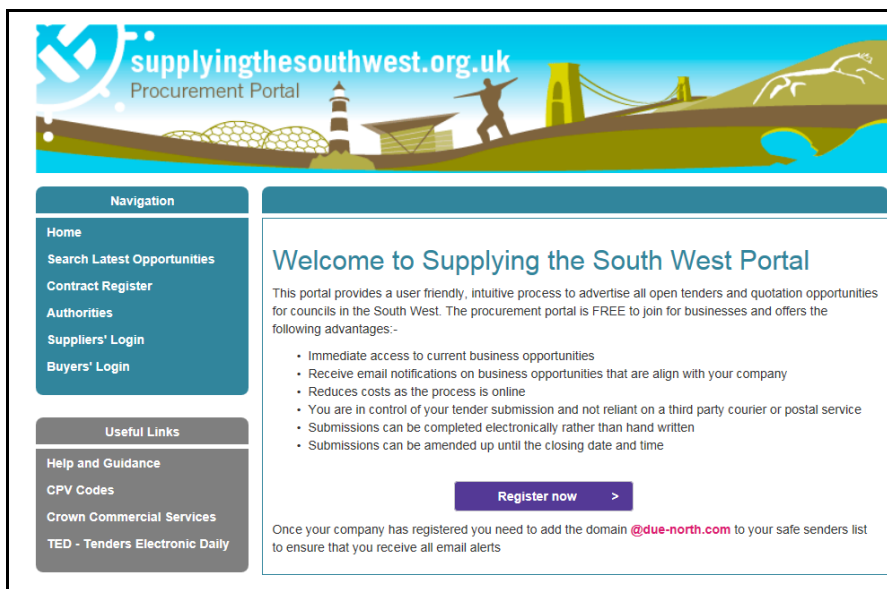 supplyingthesouthwest.org.uk
Procurement Portal
Navigation
Home
Search Latest Opportunities
Contract Register
Authorities
Suppliers' Login
Buyers' Login
Useful Links
Help and Guidance
CPV Codes
Crown Commercial Services
TED - Tenders Electronic Daily
Welcome to Supplying the South West Portal
This portal provides a user friendly, intuitive process to advertise all open tenders and quotation opportunities
for councils in the South West. The procurement portal is FREE to join for businesses and offers the
following advantages:-
• Immediate access to current business opportunities
• Receive email notifications on business opportunities that are align with your company
• Reduces costs as the process is online
• You are in control of your tender submission and not reliant on a third party courier or postal service
• Submissions can be completed electronically rather than hand written
• Submissions can be amended up until the closing date and time
Register now >
Once your company has registered you need to add the domain @due-north.com to your safe senders list
to ensure that you receive all email alerts